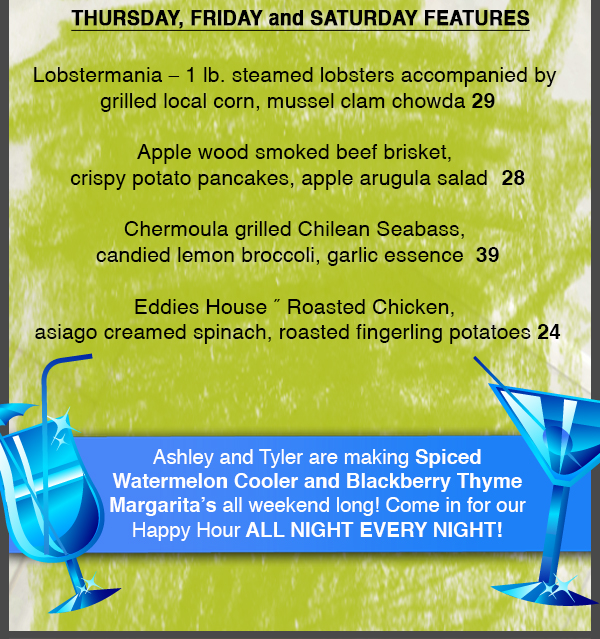 THURSDAY, FRIDAY and SATURDAY FEATURES
Lobstermania – 1 lb. steamed lobsters accompanied by
grilled local corn, mussel clam chowda 29
Apple wood smoked beef brisket,
crispy potato pancakes, apple arugula salad 28
Chermoula grilled Chilean Seabass,
candied lemon broccoli, garlic essence 39
Eddies House ˝ Roasted Chicken,
asiago creamed spinach, roasted fingerling potatoes 24
Ashley and Tyler are making Spiced
Watermelon Cooler and Blackberry Thyme
Margarita’s all weekend long! Come in for our
Happy Hour ALL NIGHT EVERY NIGHT!